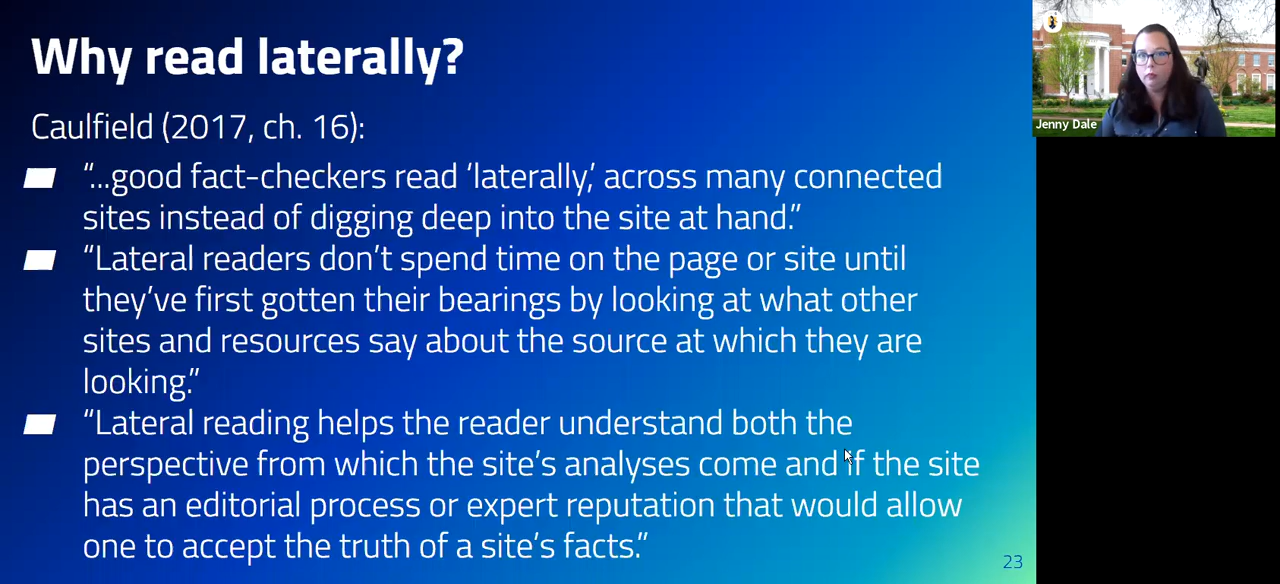 Why read laterally?
Caulfield (2017, ch. 16):
“...good fact-checkers read ‘laterally,’ across many connected
sites instead of digging deep into the site at hand.”
“Lateral readers don’t spend time on the page or site until
they’ve first gotten their bearings by looking at what other
sites and resources say about the source at which they are
looking.”
“Lateral reading helps the reader understand both the
perspective from which the site’s analyses come and if the site
has an editorial process or expert reputation that would allow
one to accept the truth of a site’s facts.”
23
Jenny Dale